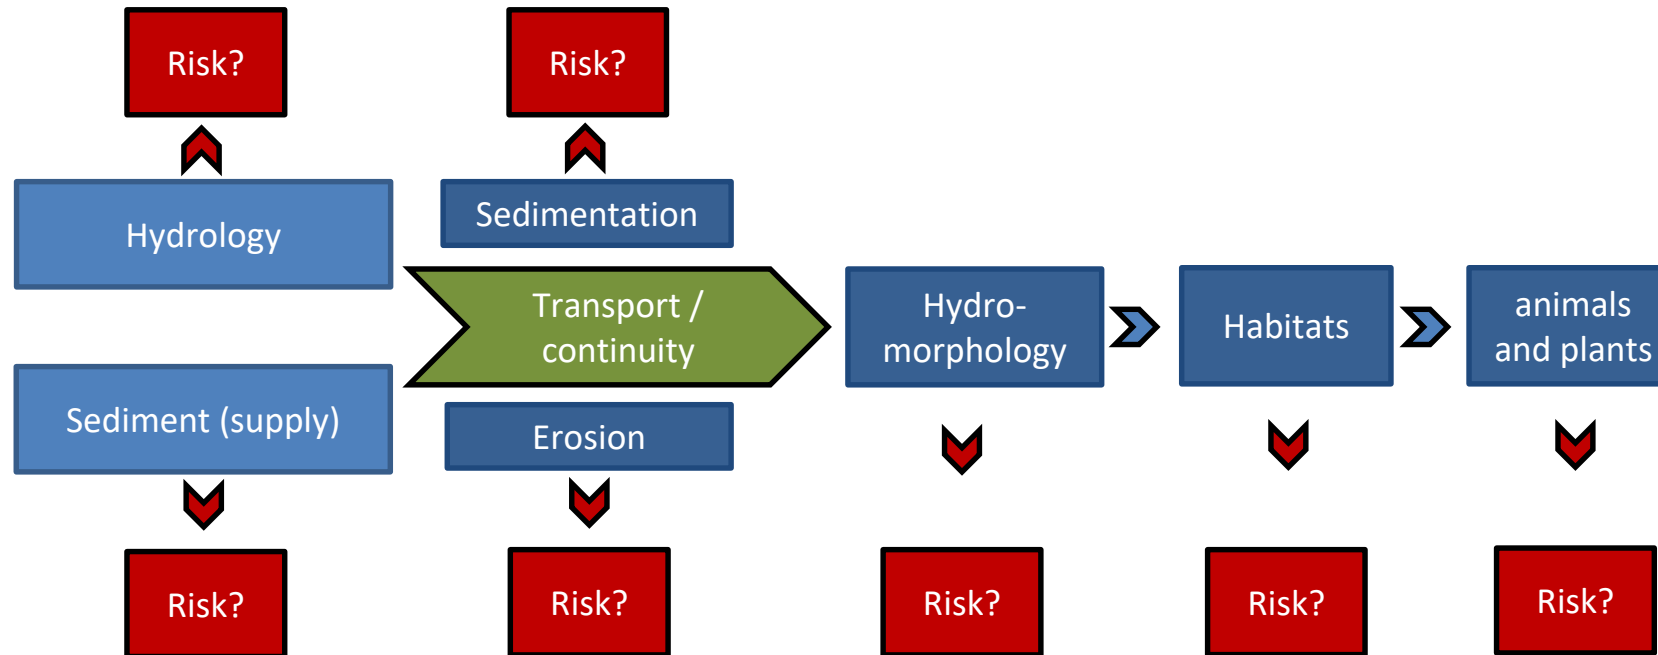 Risk?
Risk?
Hydrology
Sedimentation
Transport /
continuity
Hydro-
morphology
Habitats
animals
and plants
Sediment (supply)
Erosion
Risk?
Risk?
Risk?
Risk?
Risk?